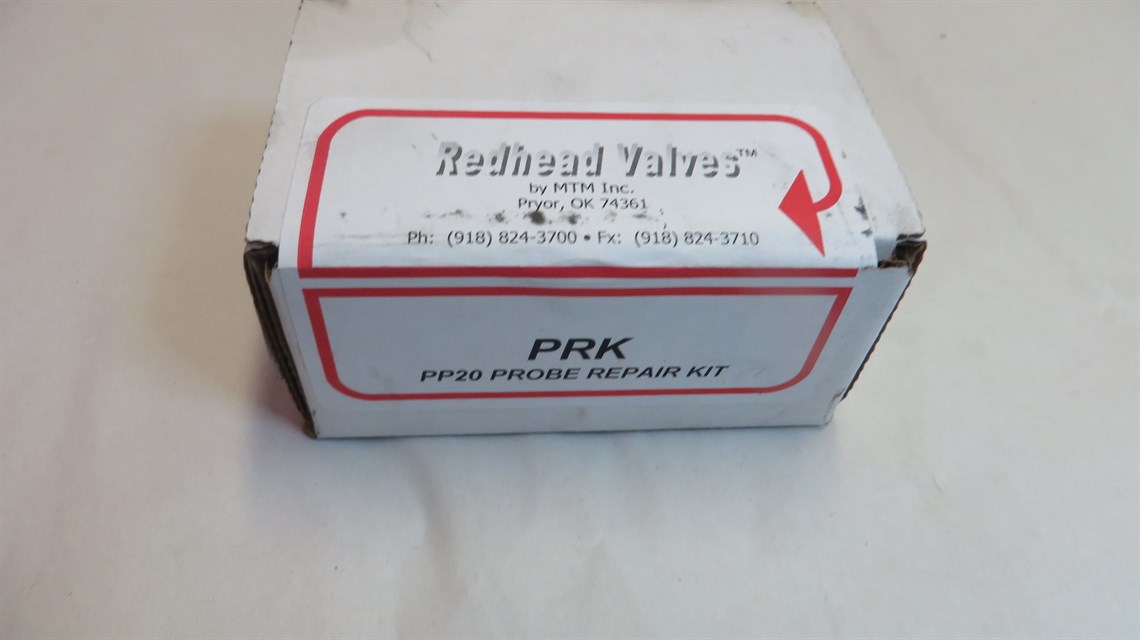 Redhead Valves™
by MTM Inc.
Pryor, OK 74361
Ph: (918) 824-3700 • Fx: (918) 824-3710
PRK
PP20 PROBE REPAIR KIT